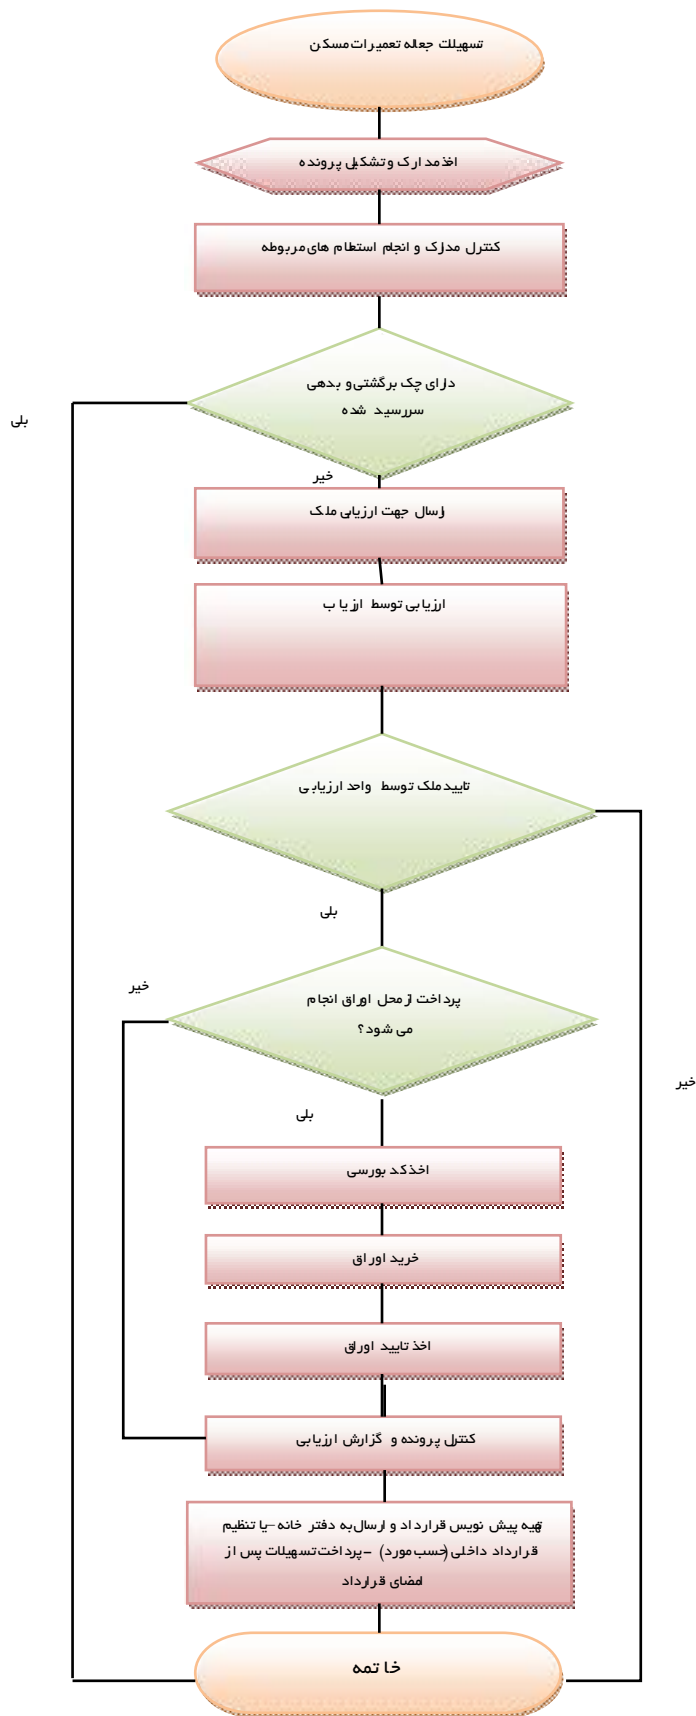 تسهیلات جعاله تعمیرات مسکن
اخذ مدارک و تشکیل پرونده
کنترل مدارک و انجام استعلام های مربوطه
دارای چک برگشتی و بدهی
سررسید شده
بلی
خیر
ارسال جهت ارزیابی ملک
ارزیابی توسط ارزیاب
تایید ملک توسط واحد ارزیابی
بلی
خیر
پرداخت از محل اوراق انجام
می شود؟
خیر
بلی
اخذ کد بورسی
خرید اوراق
اخذ تایید اوراق
کنترل پرونده و گزارش ارزیابی
تهیه پیش نویس قرارداد و ارسال به دفتر خانه –یا تنظیم
قرارداد داخلی (حسب مورد) – پرداخت تسهیلات پس از
امضای قرارداد
خاتمه